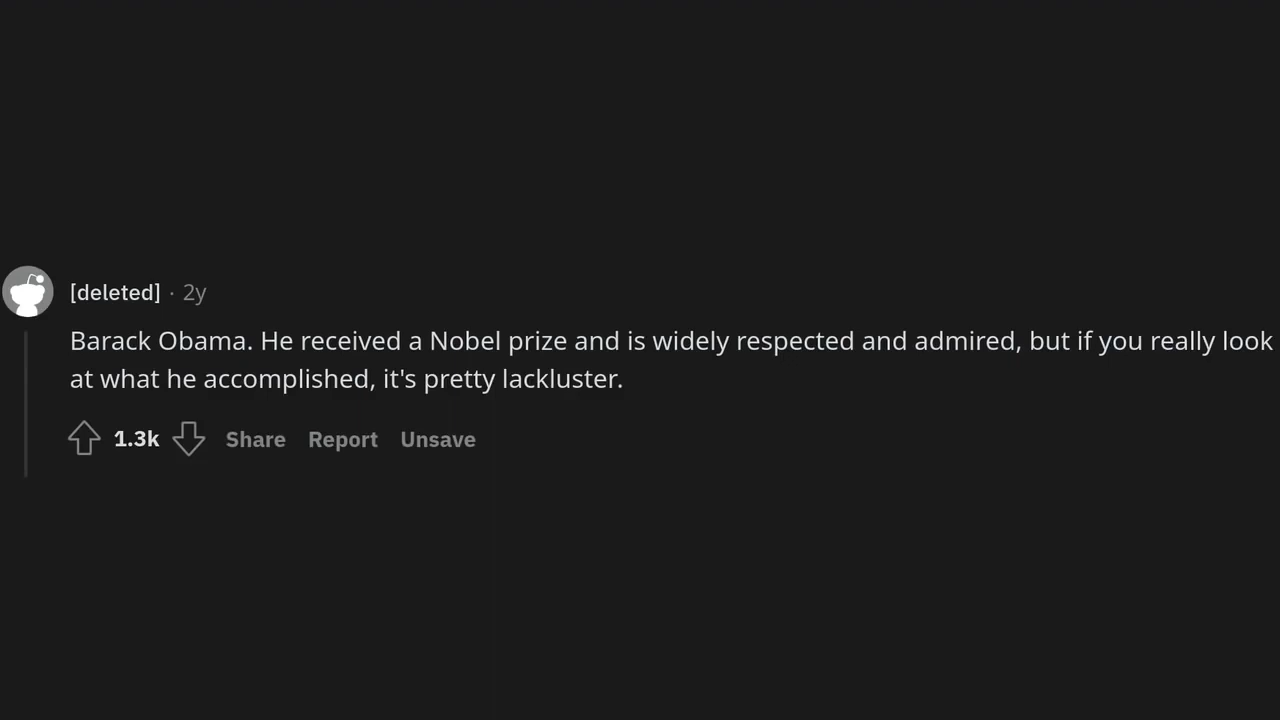 [deleted] · 2y
Barack Obama. He received a Nobel prize and is widely respected and admired, but if you really look
at what he accomplished, it's pretty lackluster.
1.3k Share Report Unsave